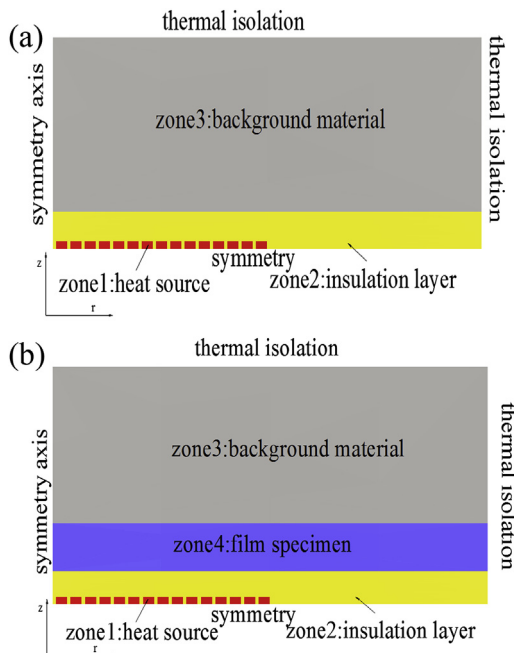 (a)
thermal isolation
symmetry axis
zone3:background material
thermal isolation
symmetry
zone1:heat source
zone2:insulation layer
z
r
(b)
thermal isolation
symmetry axis
zone3:background material
thermal isolation
zone4:film specimen
symmetry
zone1:heat source
zone2:insulation layer
z
r